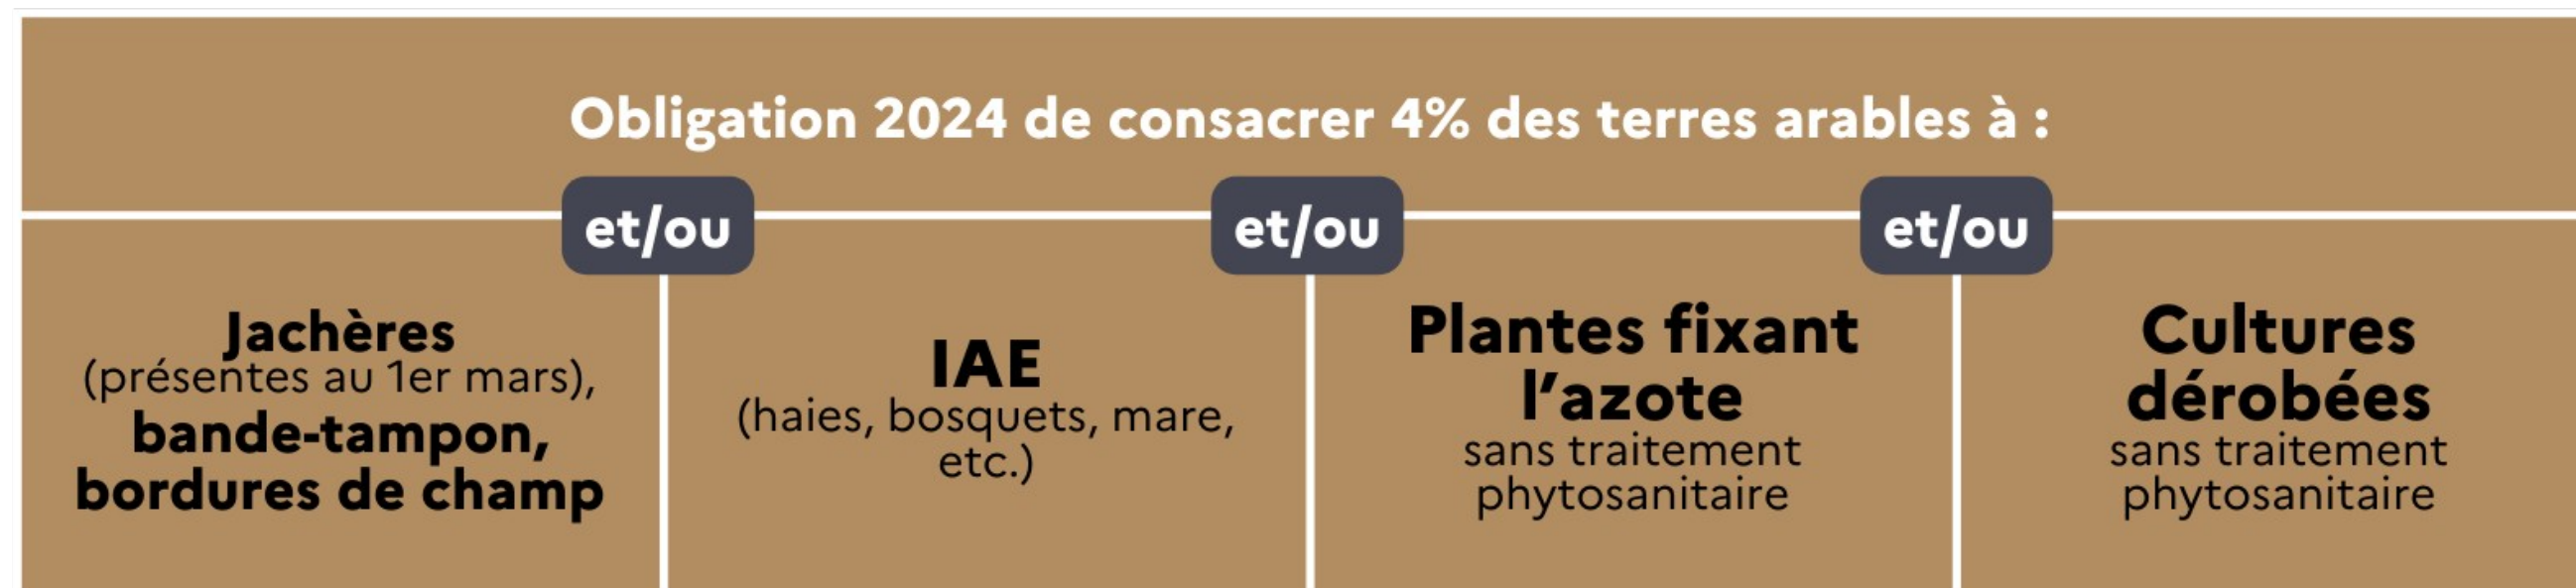 Obligation 2024 de consacrer 4% des terres arables à :
et/ou
et/ou
et/ou
Jachères
(présentes au 1er mars),
bande-tampon,
bordures de champ
IAE
(haies, bosquets, mare,
etc.)
Plantes fixant
l’azote
sans traitement
phytosanitaire
Cultures
dérobées
sans traitement
phytosanitaire